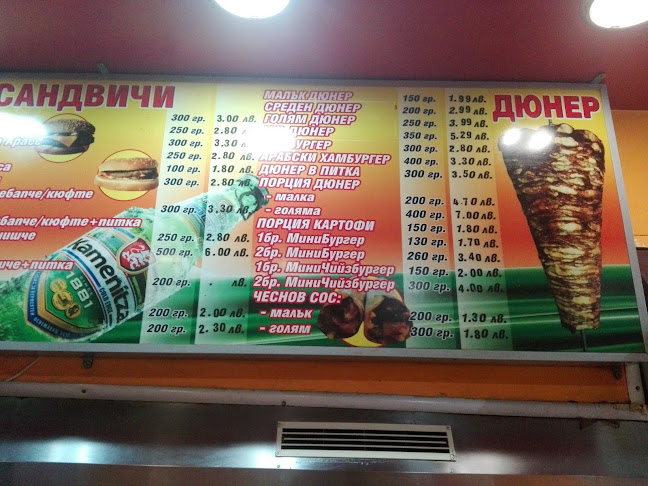 САНДВИЧИ
300 гр. 3.00 лв.
250 гр. 2.80 лв.
300 гр. 3.30 лв.
250 гр. 2.80 лв.
100 гр. 1.80 лв.
300 гр. 2.80 лв.
300 гр. 3.30 лв.
+питка
250 гр. 2.80 лв.
500 гр. 6.00 лв.
+питка
200 гр. . лв.
200 гр. 2.00 лв.
200 гр. 2.30 лв.
Kamenitza
1881
МАЛЪК ДЮНЕР 150 гр. 1.99лв.
СРЕДЕН ДЮНЕР 200 гр. 2.99 лв.
ГОЛЯМ ДЮНЕР 250 гр. 3.99 лв.
ДЮНЕР 350 гр. 5.29 лв.
300 гр. 2.80 лв.
АРАБСКИ ХАМБУРГЕР 400 гр. 3.30 лв.
ДЮНЕР В ПИТКА 300 гр. 3.50 лв.
ПОРЦИЯ ДЮНЕР
- малка 200 гр. 4.70 лв.
- голяма 400 гр. 7.00 лв.
ПОРЦИЯ КАРТОФИ 150 гр. 1.80 лв.
1бр. МиниБургер 130 гр. 1.70 лв.
2бр. МиниБургер 260 гр. 3.40 лв.
1бр. МиниЧийзбургер 150 гр. 2.00 лв.
2бр. МиниЧийзбургер 300 гр. 4.00 лв.
ЧЕСНОВ СОС:
- малък 200 гр. 1.30 лв.
- голям 300 гр. 1.80 лв.
ДЮНЕР